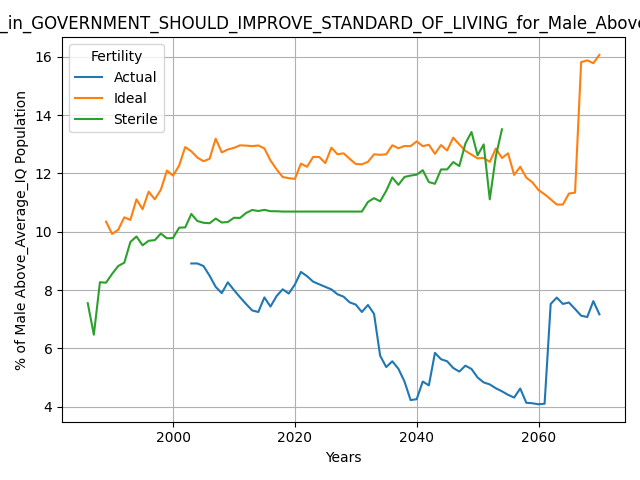 _in_GOVERNMENT_SHOULD_IMPROVE_STANDARD_OF_LIVING_for_Male_Above
Fertility
Actual
Ideal
Sterile
% of Male Above_Average_IQ Population
16
14
12
10
8
6
4
2000
2020
2040
2060
Years